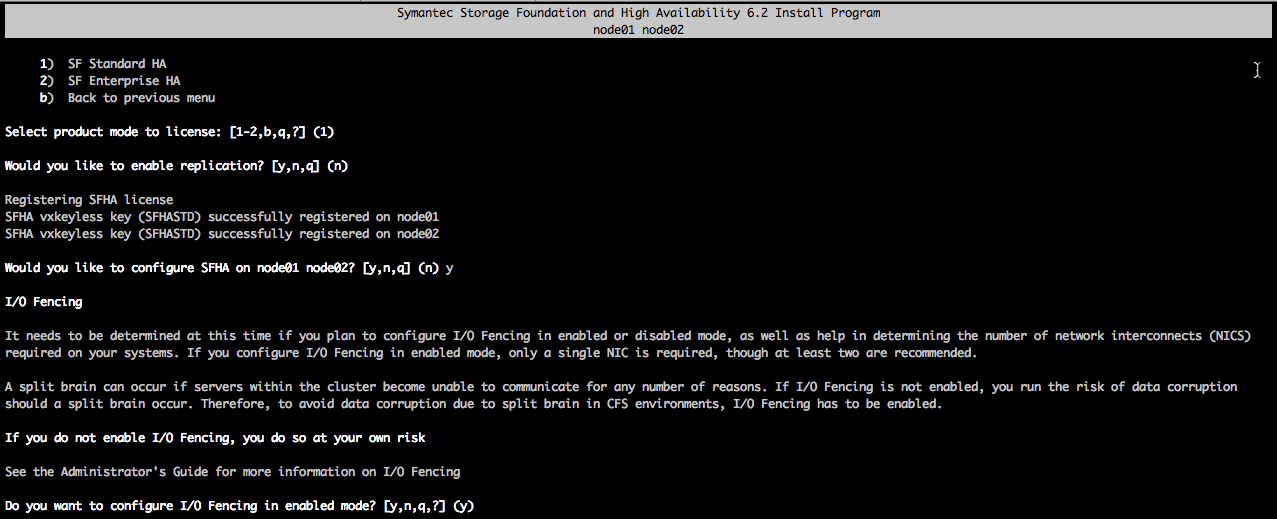 Symantec Storage Foundation and High Availability 6.2 Install Program
node01 node02
1) SF Standard HA
2) SF Enterprise HA
b) Back to previous menu
Select product mode to license: [1-2,b,q,?] (1)
Would you like to enable replication? [y,n,q] (n)
Registering SFHA license
SFHA vxkeyless key (SFHASTD) successfully registered on node01
SFHA vxkeyless key (SFHASTD) successfully registered on node02
Would you like to configure SFHA on node01 node02? [y,n,q] (n) y
I/O Fencing
It needs to be determined at this time if you plan to configure I/O Fencing in enabled or disabled mode, as well as help in determining the number of network interconnects (NICS)
required on your systems. If you configure I/O Fencing in enabled mode, only a single NIC is required, though at least two are recommended.
A split brain can occur if servers within the cluster become unable to communicate for any number of reasons. If I/O Fencing is not enabled, you run the risk of data corruption
should a split brain occur. Therefore, to avoid data corruption due to split brain in CFS environments, I/O Fencing has to be enabled.
If you do not enable I/O Fencing, you do so at your own risk
See the Administrator's Guide for more information on I/O Fencing
Do you want to configure I/O Fencing in enabled mode? [y,n,q,?] (y)